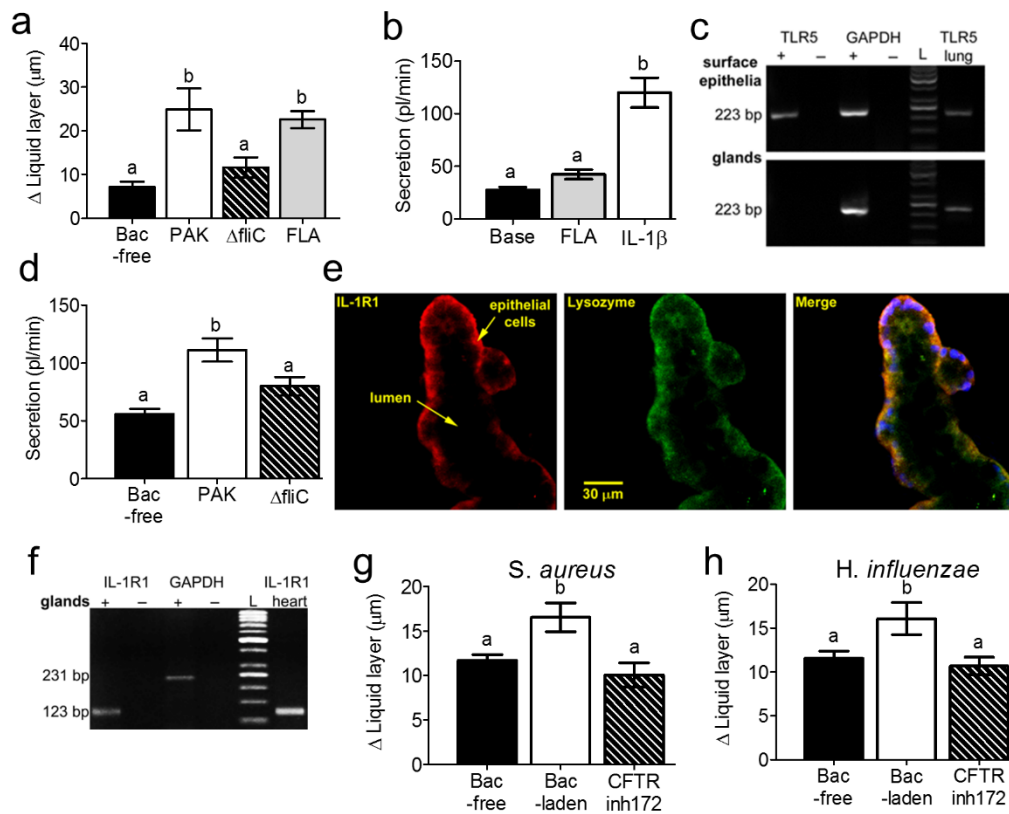 a
Δ Liquid layer (μm)
40
30
20
10
0
a
b
a
b
Bac
-free
PAK
ΔfliC
FLA
b
Secretion (pl/min)
150
100
50
0
a
a
b
Base
FLA
IL-1β
c
TLR5 GAPDH TLR5
+ – + – L lung
surface
epithelia
223 bp
glands
223 bp
d
Secretion (pl/min)
150
100
50
0
a
b
a
Bac
-free
PAK
ΔfliC
e
IL-1R1
epithelial
cells
lumen
Lysozyme
30 μm
Merge
f
IL-1R1 GAPDH IL-1R1
glands + – + – L heart
231 bp
123 bp
g
S. aureus
Δ Liquid layer (μm)
20
15
10
5
0
a
b
a
Bac
-free
Bac
-laden
CFTR
inh172
h
H. influenzae
Δ Liquid layer (μm)
20
15
10
5
0
a
b
a
Bac
-free
Bac
-laden
CFTR
inh172